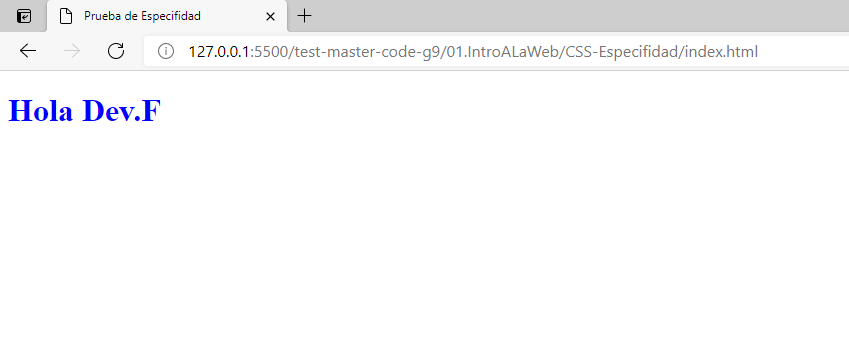 Prueba de Especifidad
127.0.0.1:5500/test-master-code-g9/01.IntroALaWeb/CSS-Especifidad/index.html
Hola Dev.F